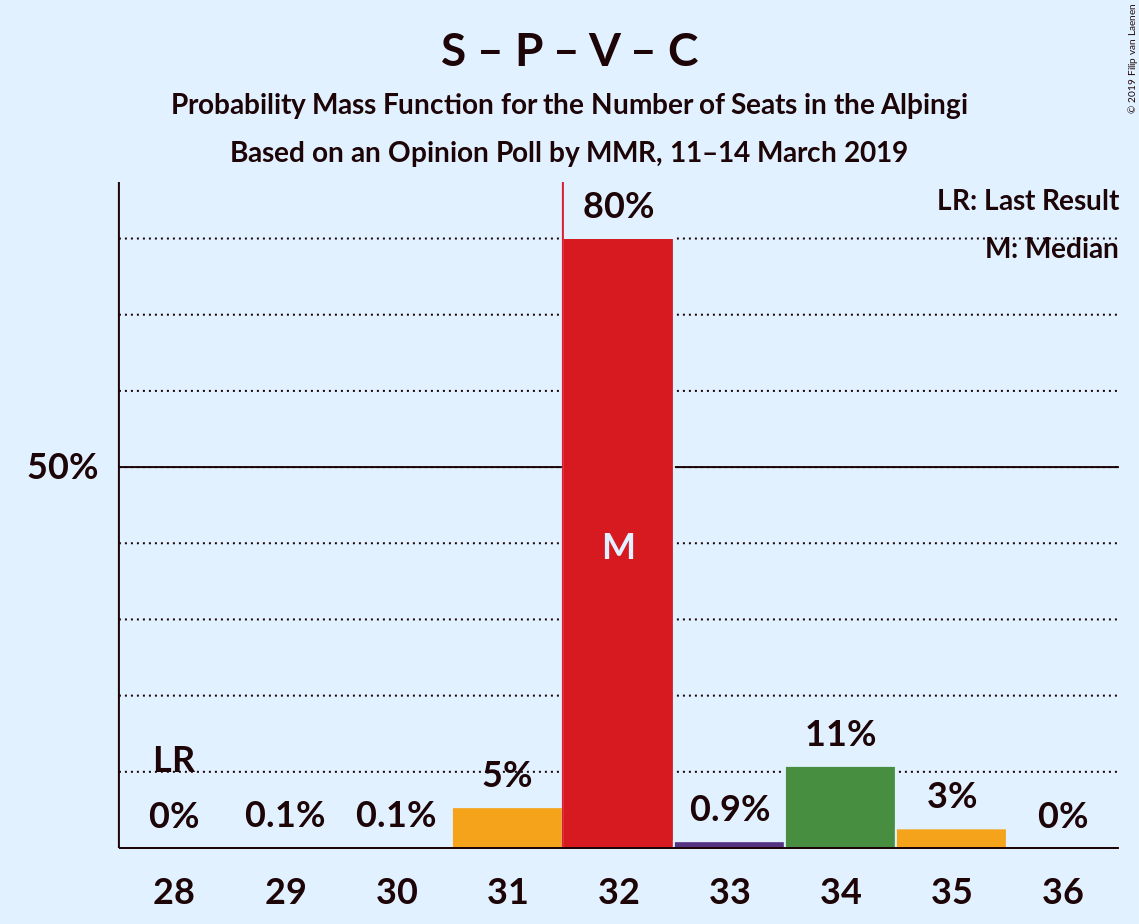 S – P – V – C
Probability Mass Function for the Number of Seats in the Alþingi
Based on an Opinion Poll by MMR, 11–14 March 2019
© 2019 Filip van Laenen
LR: Last Result
M: Median
80%
50%
M
LR
0%
0.1%
0.1%
5%
0.9%
11%
3%
0%
28 29 30 31 32 33 34 35 36